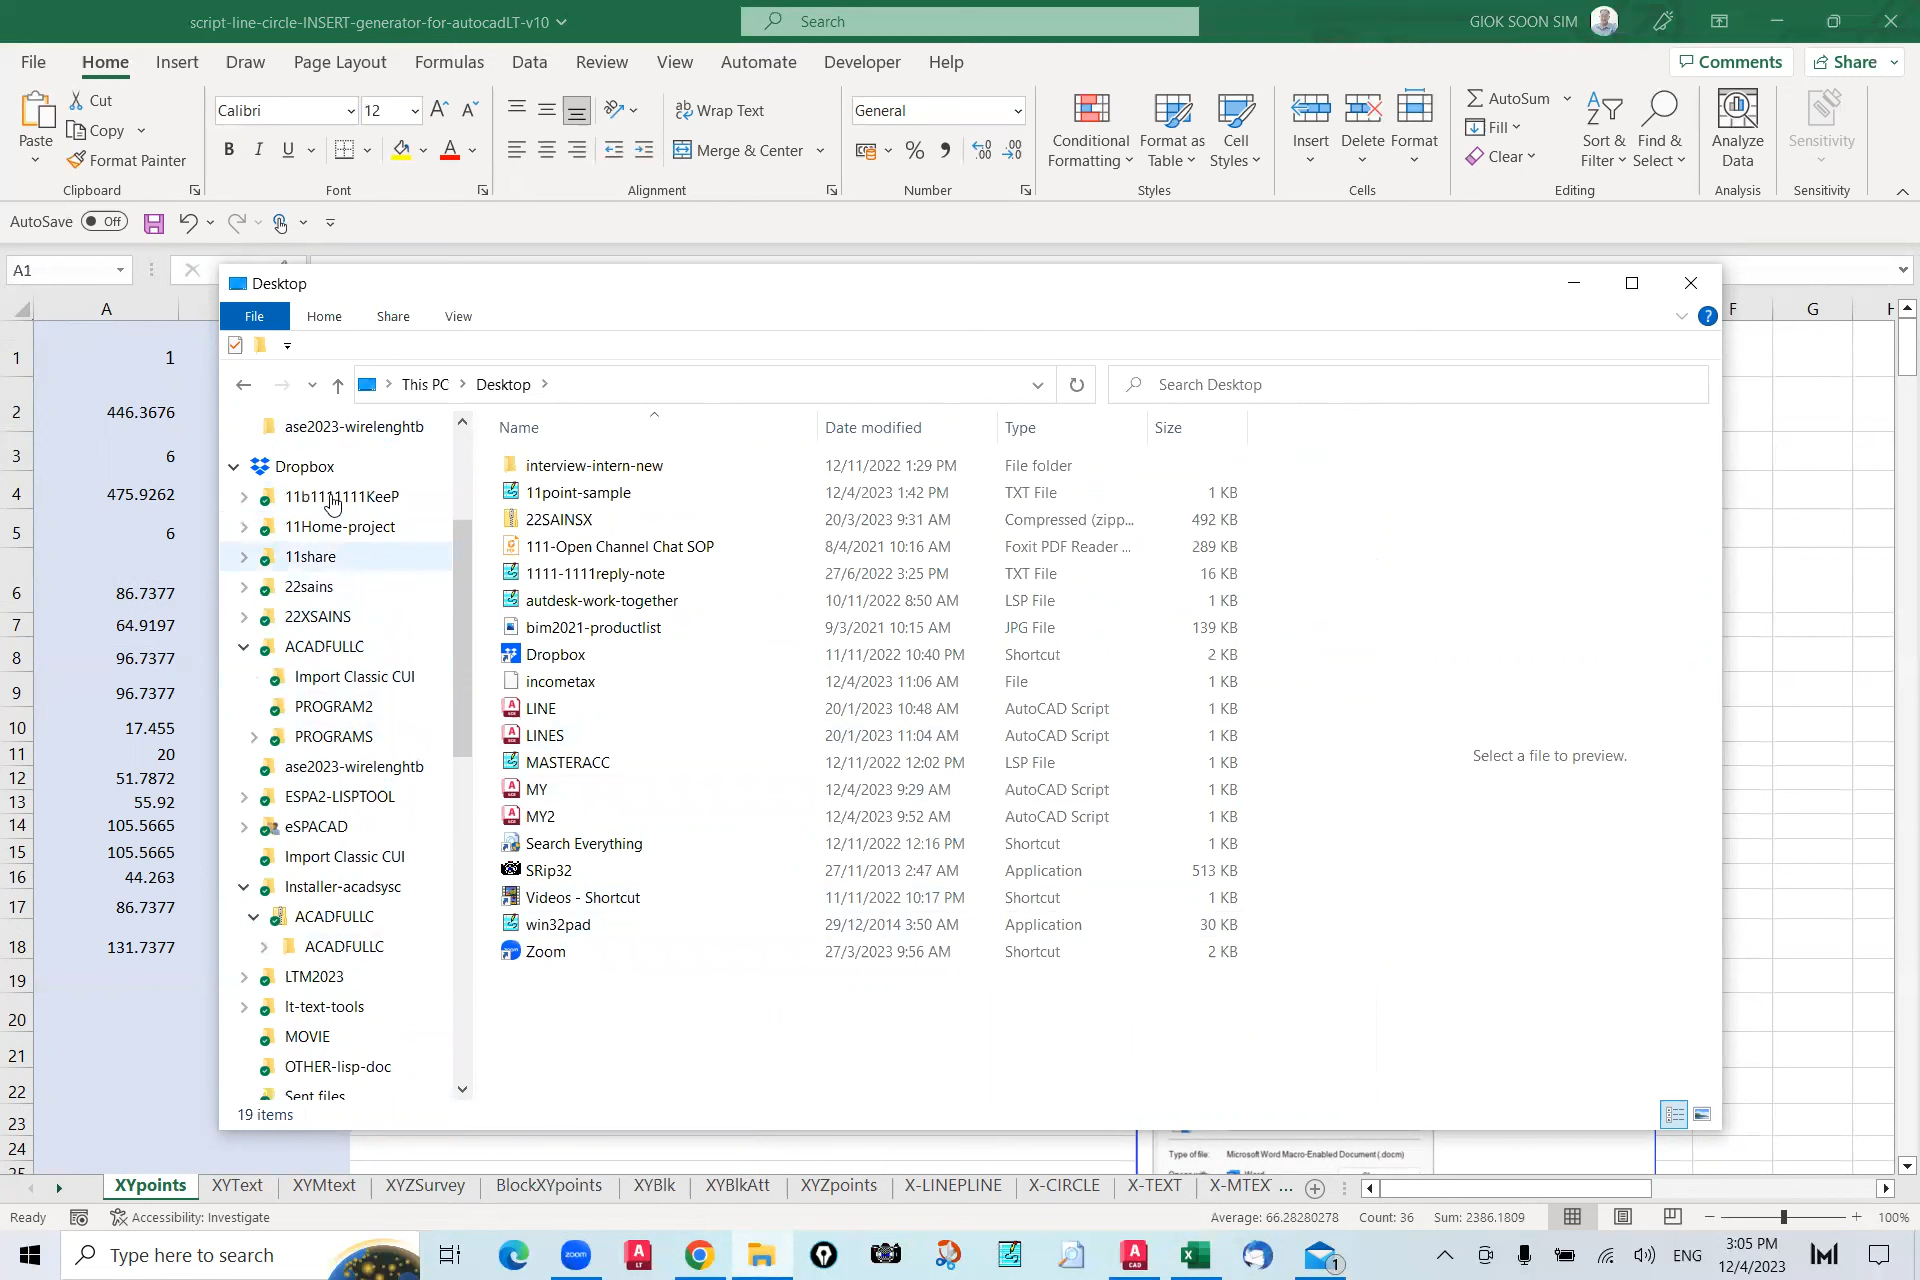 script-line-circle-INSERT-generator-for-autocadLT-v10
Search
GIOK SOON SIM
File Home Insert Draw Page Layout Formulas Data Review View Automate Developer Help
Comments
Share
Paste
Cut
Copy
Format Painter
Clipboard
Calibri
12
A^ A
B I U
A
Font
Wrap Text
Merge & Center
Alignment
General
%
Number
Conditional Formatting
Format as Table
Cell Styles
Styles
Insert
Delete
Format
Cells
AutoSum
Fill
Clear
Sort & Filter
Find & Select
Editing
Analyze Data
Analysis
Sensitivity
Sensitivity
AutoSave
Off
A1
A
F G H
1 1
2 446.3676
3 6
4 475.9262
5 6
6 86.7377
7 64.9197
8 96.7377
9 96.7377
10 17.455
11 20
12 51.7872
13 55.92
14 105.5665
15 105.5665
16 44.263
17 86.7377
18 131.7377
19
20
21
22
23
24
25
Desktop
File Home Share View
This PC > Desktop >
Search Desktop
ase2023-wirelenghtb
Dropbox
11b1111111KeeP
11Home-project
11share
22sains
22XSAINS
ACADFULLC
Import Classic CUI
PROGRAM2
PROGRAMS
ase2023-wirelenghtb
ESPA2-LISPTOOL
eSPACAD
Import Classic CUI
Installer-acadsysc
ACADFULLC
ACADFULLC
LTM2023
lt-text-tools
MOVIE
OTHER-lisp-doc
Sent files
Name Date modified Type Size
interview-intern-new 12/11/2022 1:29 PM File folder
11point-sample 12/4/2023 1:42 PM TXT File 1 KB
22SAINSX 20/3/2023 9:31 AM Compressed (zipp... 492 KB
111-Open Channel Chat SOP 8/4/2021 10:16 AM Foxit PDF Reader ... 289 KB
1111-1111reply-note 27/6/2022 3:25 PM TXT File 16 KB
autdesk-work-together 10/11/2022 8:50 AM LSP File 1 KB
bim2021-productlist 9/3/2021 10:15 AM JPG File 139 KB
Dropbox 11/11/2022 10:40 PM Shortcut 2 KB
incometax 12/4/2023 11:06 AM File 1 KB
LINE 20/1/2023 10:48 AM AutoCAD Script 1 KB
LINES 20/1/2023 11:04 AM AutoCAD Script 1 KB
MASTERACC 12/11/2022 12:02 PM LSP File 1 KB
MY 12/4/2023 9:29 AM AutoCAD Script 1 KB
MY2 12/4/2023 9:52 AM AutoCAD Script 1 KB
Search Everything 12/11/2022 12:16 PM Shortcut 1 KB
SRip32 27/11/2013 2:47 AM Application 513 KB
Videos - Shortcut 11/11/2022 10:17 PM Shortcut 1 KB
win32pad 29/12/2014 3:50 AM Application 30 KB
Zoom 27/3/2023 9:56 AM Shortcut 2 KB
Select a file to preview.
19 items
Type of file: Microsoft Word Macro-Enabled Document (.docm)
XYpoints XYText XYMtext XYZSurvey BlockXYpoints XYBlk XYBlkAtt XYZpoints X-LINEPLINE X-CIRCLE X-TEXT X-MTEX ...
Ready
Accessibility: Investigate
Average: 66.28280278 Count: 36 Sum: 2386.1809
100%
Type here to search
zoom
ENG
3:05 PM
12/4/2023